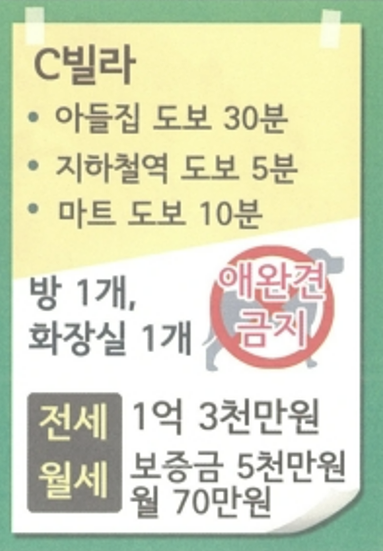 C빌라
• 아들집 도보 30분
• 지하철역 도보 5분
• 마트 도보 10분
방 1개,
화장실 1개
애완견
금지
전세 1억 3천만원
월세 보증금 5천만원
월 70만원